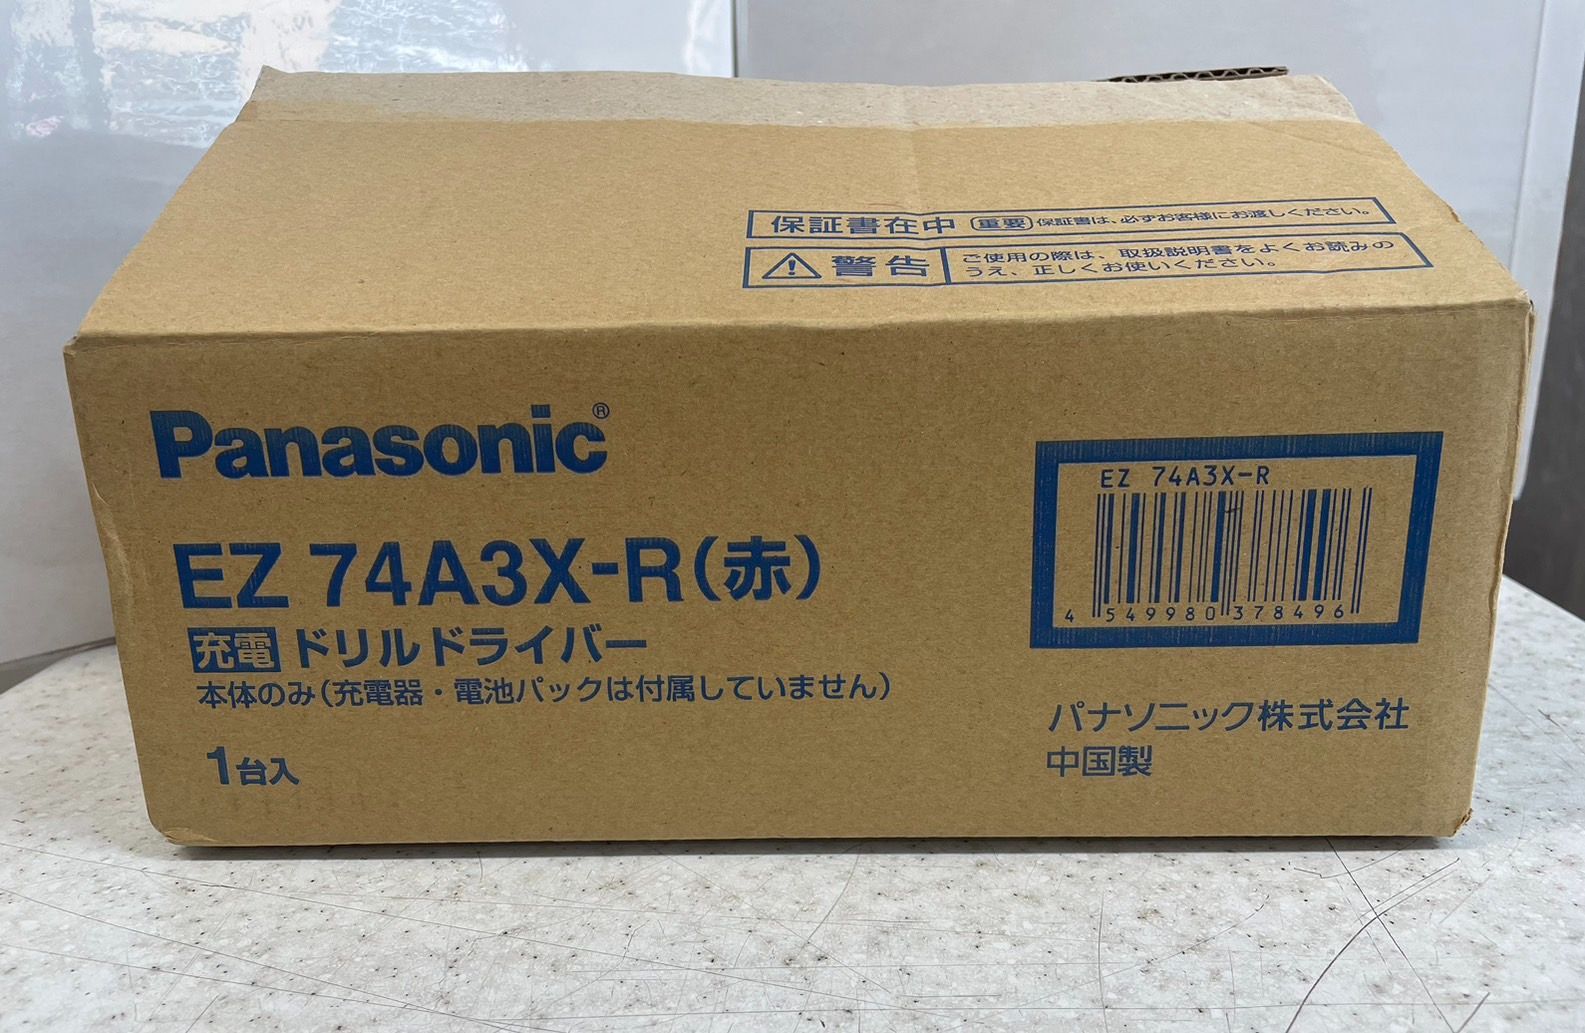 保証書在中 重要 保証書は、必ずお客様にお渡しください。
警告 ご使用の際は、取扱説明書をよくお読みの
うえ、正しくお使いください。
Panasonic®
EZ 74A3X-R(赤)
充電 ドリルドライバー
本体のみ(充電器・電池パックは付属していません)
1台入
EZ 74A3X-R
4 549980 378496
パナソニック株式会社
中国製